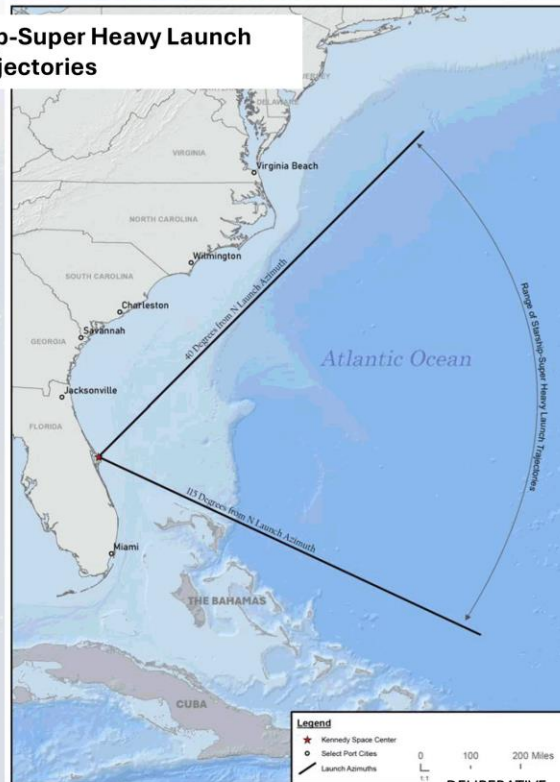 p-Super Heavy Launch
jectories
DELAWARE
VIRGINIA
Virginia Beach
NORTH CAROLINA
Wilmington
SOUTH CAROLINA
Charleston
Savannah
GEORGIA
Jacksonville
FLORIDA
Miami
THE BAHAMAS
CUBA
Atlantic Ocean
40 Degrees from N Launch Azimuth
115 Degrees from N Launch Azimuth
Range of Starship-Super Heavy Launch Trajectories
Legend
Kennedy Space Center
Select Port Cities
Launch Azimuths
0 100 200 Miles